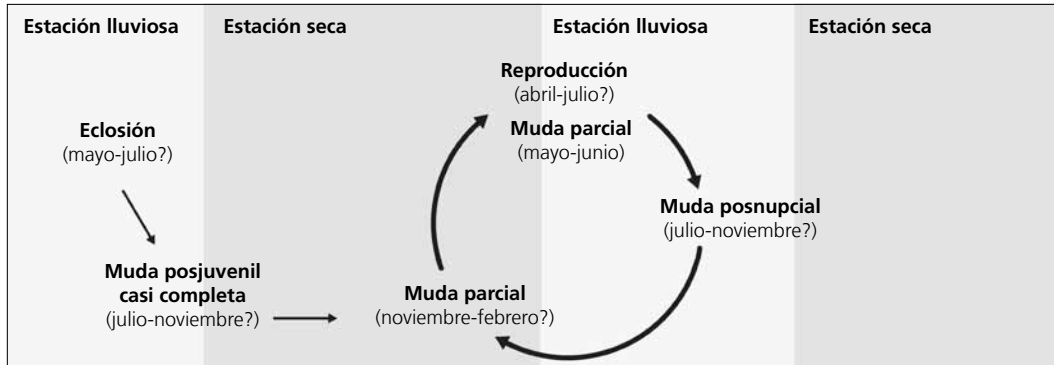 Estación lluviosa
Estación seca
Estación lluviosa
Estación seca
Eclosión
(mayo-julio?)
Muda posjuvenil
casi completa
(julio-noviembre?)
Muda parcial
(noviembre-febrero?)
Reproducción
(abril-julio?)
Muda parcial
(mayo-junio)
Muda posnupcial
(julio-noviembre?)